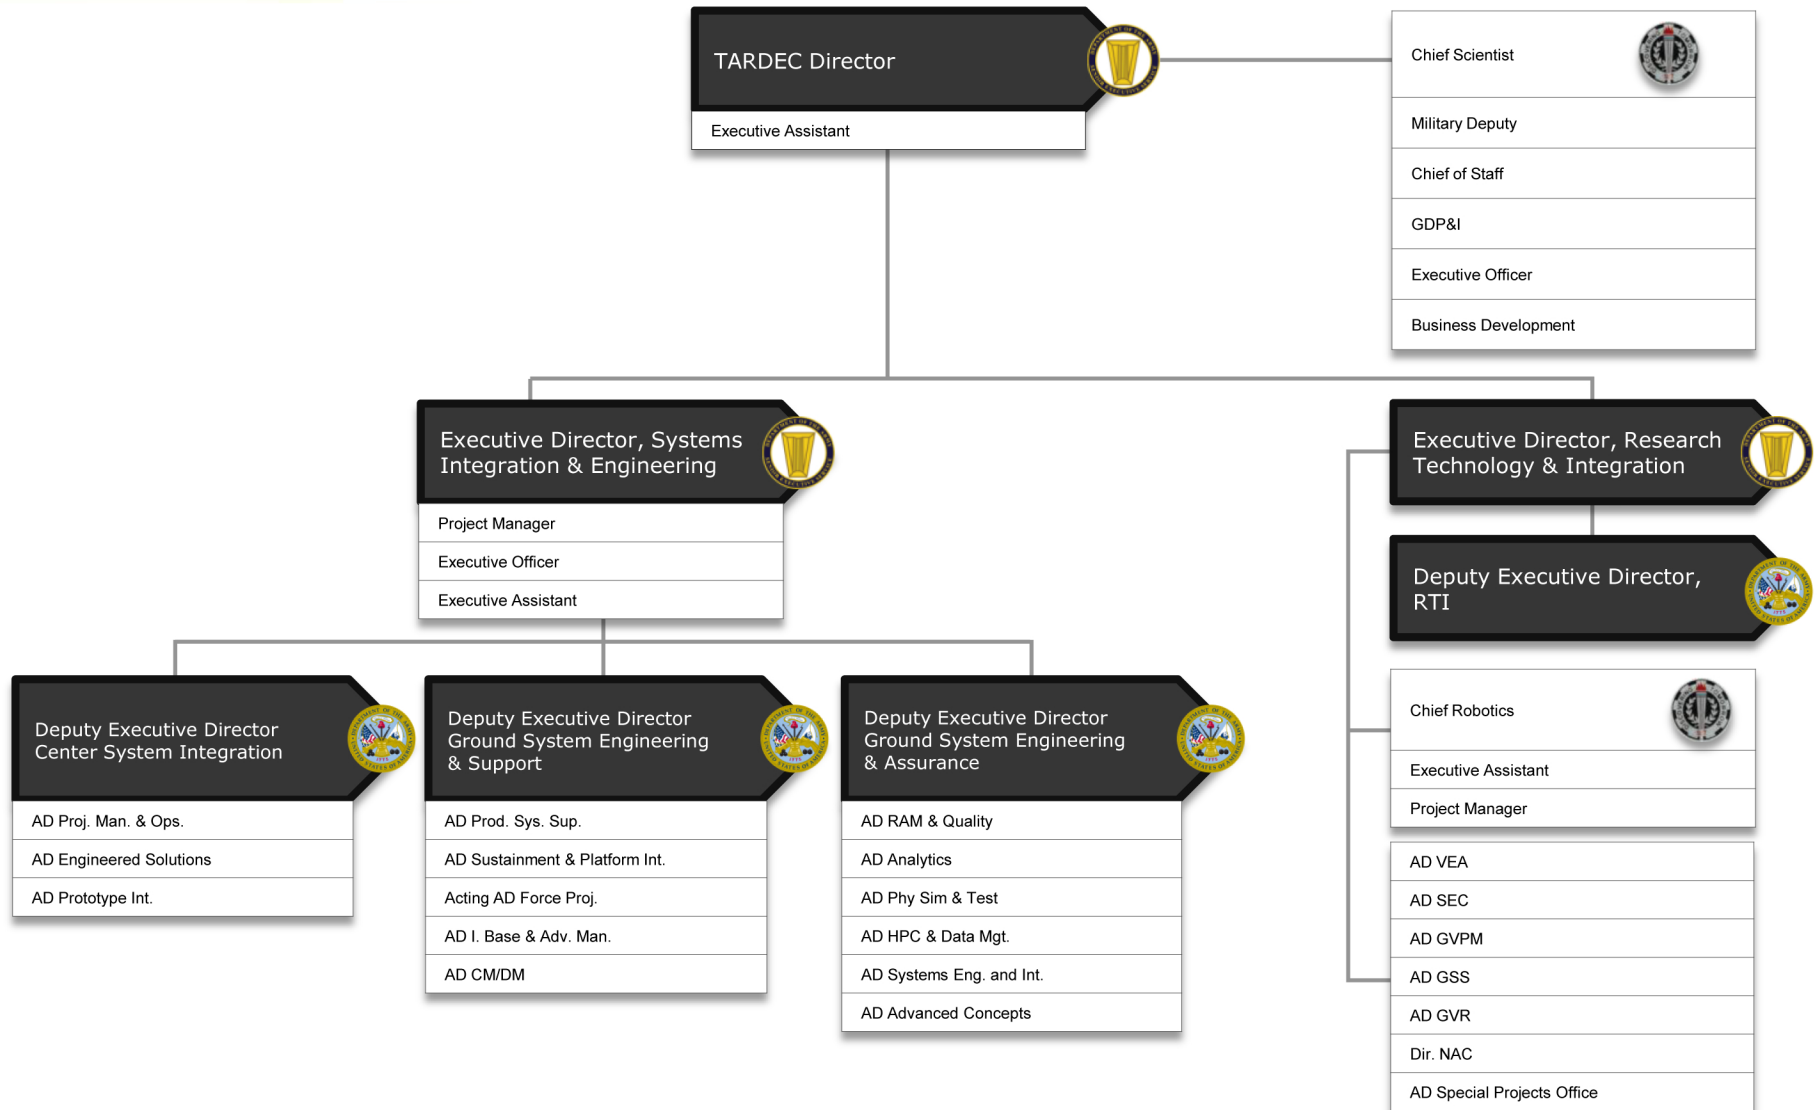 TARDEC Director
Executive Assistant
Chief Scientist
Military Deputy
Chief of Staff
GDP&I
Executive Officer
Business Development
Executive Director, Systems
Integration & Engineering
Project Manager
Executive Officer
Executive Assistant
Executive Director, Research
Technology & Integration
Deputy Executive Director,
RTI
Deputy Executive Director
Center System Integration
AD Proj. Man. & Ops.
AD Engineered Solutions
AD Prototype Int.
Deputy Executive Director
Ground System Engineering
& Support
AD Prod. Sys. Sup.
AD Sustainment & Platform Int.
Acting AD Force Proj.
AD I. Base & Adv. Man.
AD CM/DM
Deputy Executive Director
Ground System Engineering
& Assurance
AD RAM & Quality
AD Analytics
AD Phy Sim & Test
AD HPC & Data Mgt.
AD Systems Eng. and Int.
AD Advanced Concepts
Chief Robotics
Executive Assistant
Project Manager
AD VEA
AD SEC
AD GVPM
AD GSS
AD GVR
Dir. NAC
AD Special Projects Office